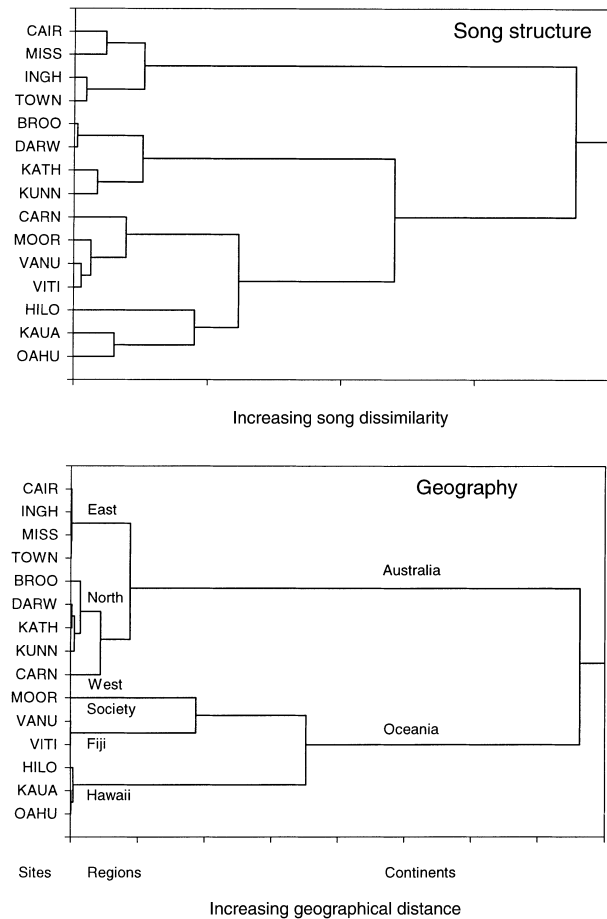 Song structure
CAIR
MISS
INGH
TOWN
BROO
DARW
KATH
KUNN
CARN
MOOR
VANU
VITI
HILO
KAUA
OAHU
Increasing song dissimilarity
Geography
CAIR
INGH East
MISS
TOWN
Australia
BROO
DARW North
KATH
KUNN
CARN West
MOOR Society
VANU Oceania
VITI Fiji
HILO
KAUA Hawaii
OAHU
Sites Regions Continents
Increasing geographical distance